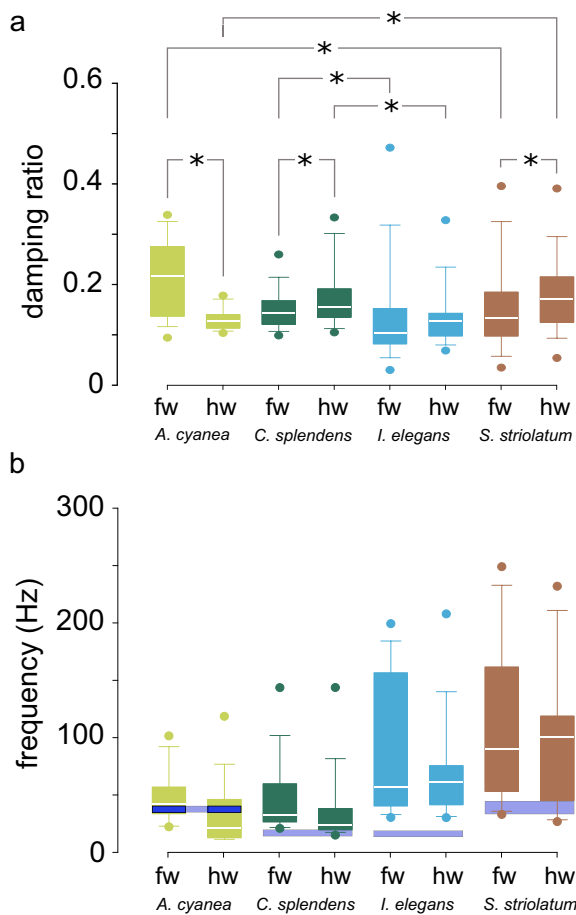 a
* * * * * * *
0.6
0.4
0.2
0
damping ratio
fw hw fw hw fw hw fw hw
A. cyanea C. splendens I. elegans S. striolatum
b
300
200
100
0
frequency (Hz)
fw hw fw hw fw hw fw hw
A. cyanea C. splendens I. elegans S. striolatum